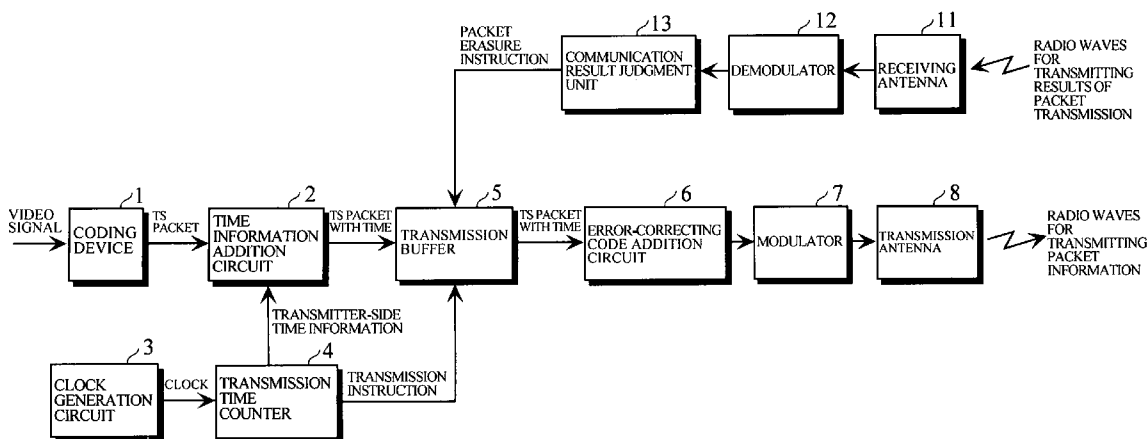 13
12
11
PACKET
ERASURE
INSTRUCTION
COMMUNICATION
RESULT JUDGMENT
UNIT
DEMODULATOR
RECEIVING
ANTENNA
RADIO WAVES
FOR
TRANSMITTING
RESULTS OF
PACKET
TRANSMISSION
1
2
5
6
7
8
VIDEO
SIGNAL
CODING
DEVICE
TS
PACKET
TIME
INFORMATION
ADDITION
CIRCUIT
TS PACKET
WITH TIME
TRANSMISSION
BUFFER
TS PACKET
WITH TIME
ERROR-CORRECTING
CODE ADDITION
CIRCUIT
MODULATOR
TRANSMISSION
ANTENNA
RADIO WAVES
FOR
TRANSMITTING
PACKET
INFORMATION
TRANSMITTER-SIDE
TIME INFORMATION
3
4
CLOCK
GENERATION
CIRCUIT
CLOCK
TRANSMISSION
TIME
COUNTER
TRANSMISSION
INSTRUCTION